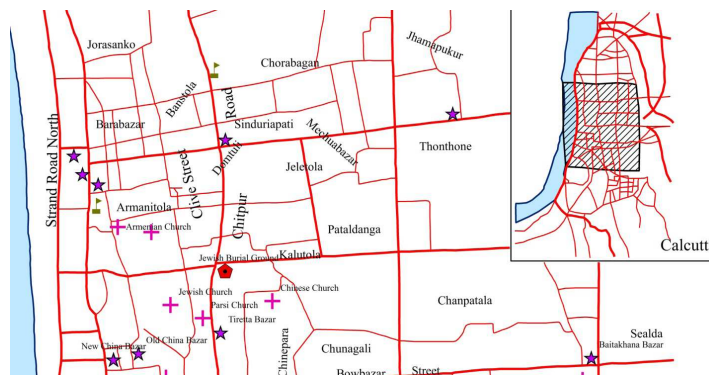 Jorasanko
Jhamapukur
Chorabagan
Banstola
Road
Barabazar
Sinduriapati
Mechuabazar
Thonthone
Domtuli
Jeletola
Clive Street
Strand Road North
Armanitola
Chitpur
Armenian Church
Pataldanga
Calcutt
Jewish Burial Ground
Kalutola
Jewish Church
Chinese Church
Parsi Church
Chanpatala
Tiretta Bazar
Sealda
New China Bazar
Old China Bazar
Chunagali
Baitakhana Bazar
Chinepara
Bowbazar
Street